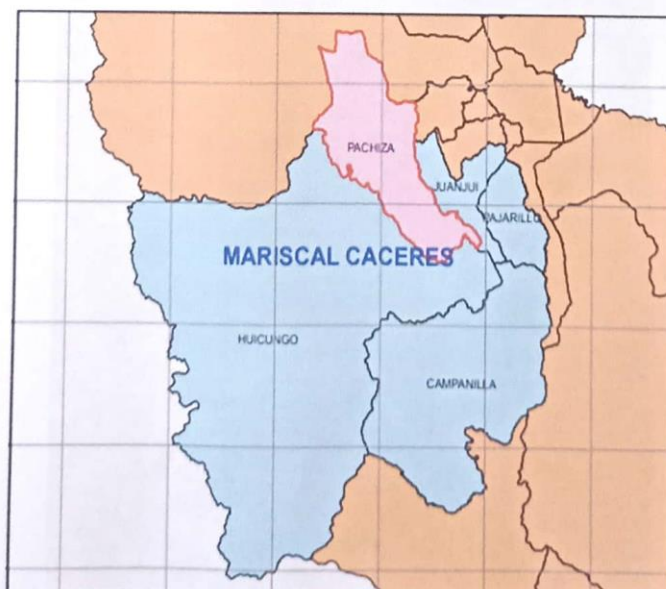 PACHIZA
JUANJUI
PAJARILLO
MARISCAL CACERES
HUICUNGO
CAMPANILLA